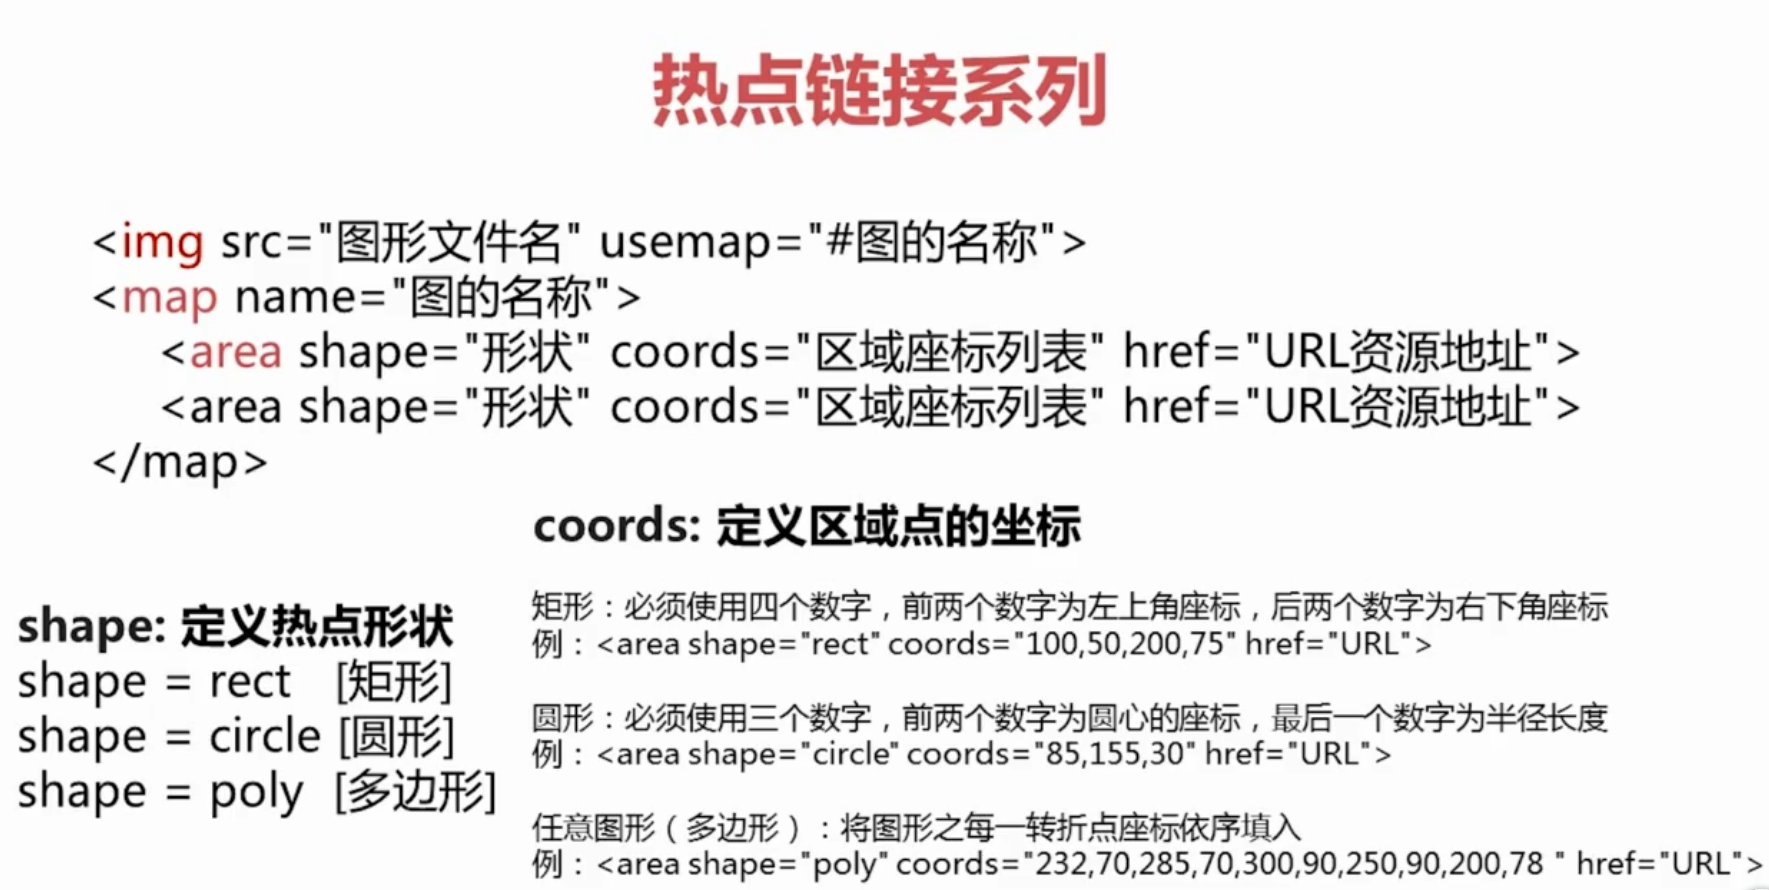 热点链接系列
<img src="图形文件名" usemap="#图的名称">
<map name="图的名称">
<area shape="形状" coords="区域座标列表" href="URL资源地址">
<area shape="形状" coords="区域座标列表" href="URL资源地址">
</map>
coords: 定义区域点的坐标
矩形：必须使用四个数字，前两个数字为左上角座标，后两个数字为右下角座标
例：<area shape="rect" coords="100,50,200,75" href="URL">
圆形：必须使用三个数字，前两个数字为圆心的座标，最后一个数字为半径长度
例：<area shape="circle" coords="85,155,30" href="URL">
任意图形（多边形）：将图形之每一转折点座标依序填入
例：<area shape="poly" coords="232,70,285,70,300,90,250,90,200,78 " href="URL">
shape: 定义热点形状
shape = rect [矩形]
shape = circle [圆形]
shape = poly [多边形]